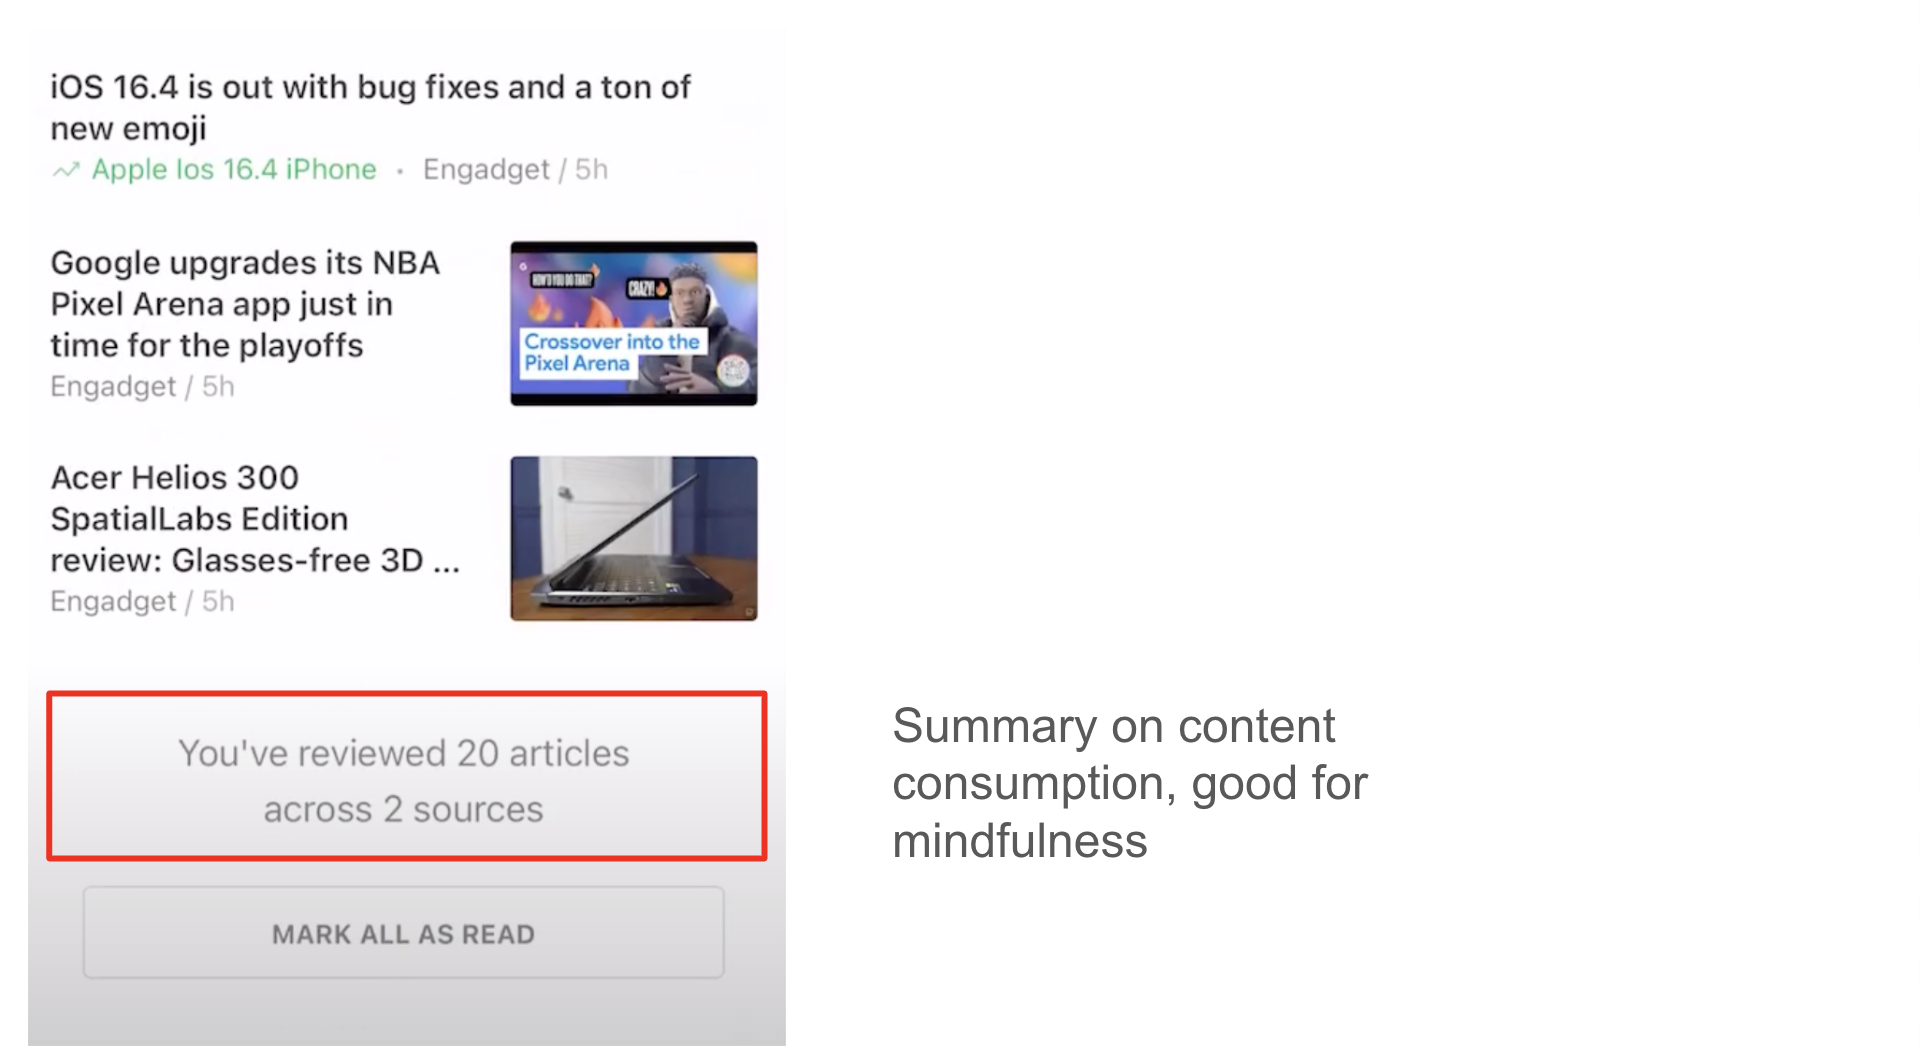 iOS 16.4 is out with bug fixes and a ton of
new emoji
Apple Ios 16.4 iPhone • Engadget / 5h
Google upgrades its NBA
Pixel Arena app just in
time for the playoffs
Engadget / 5h
HOW'D YOU DO THAT?
CRAZY!
Crossover into the
Pixel Arena
Acer Helios 300
SpatialLabs Edition
review: Glasses-free 3D ...
Engadget / 5h
You've reviewed 20 articles
across 2 sources
MARK ALL AS READ
Summary on content
consumption, good for
mindfulness